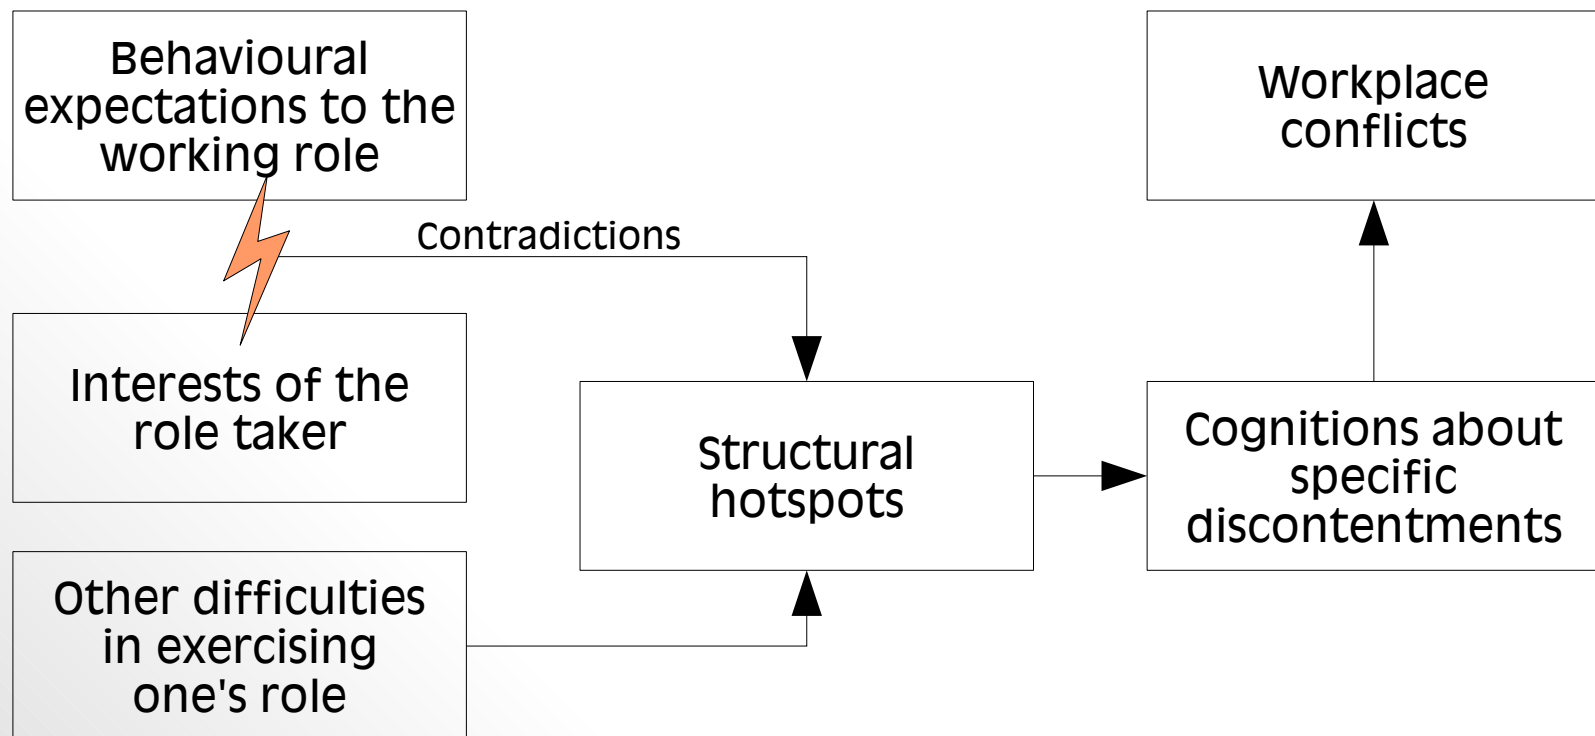 Behavioural
expectations to the
working role
Contradictions
Interests of the
role taker
Other difficulties
in exercising
one's role
Structural
hotspots
Cognitions about
specific
discontentments
Workplace
conflicts